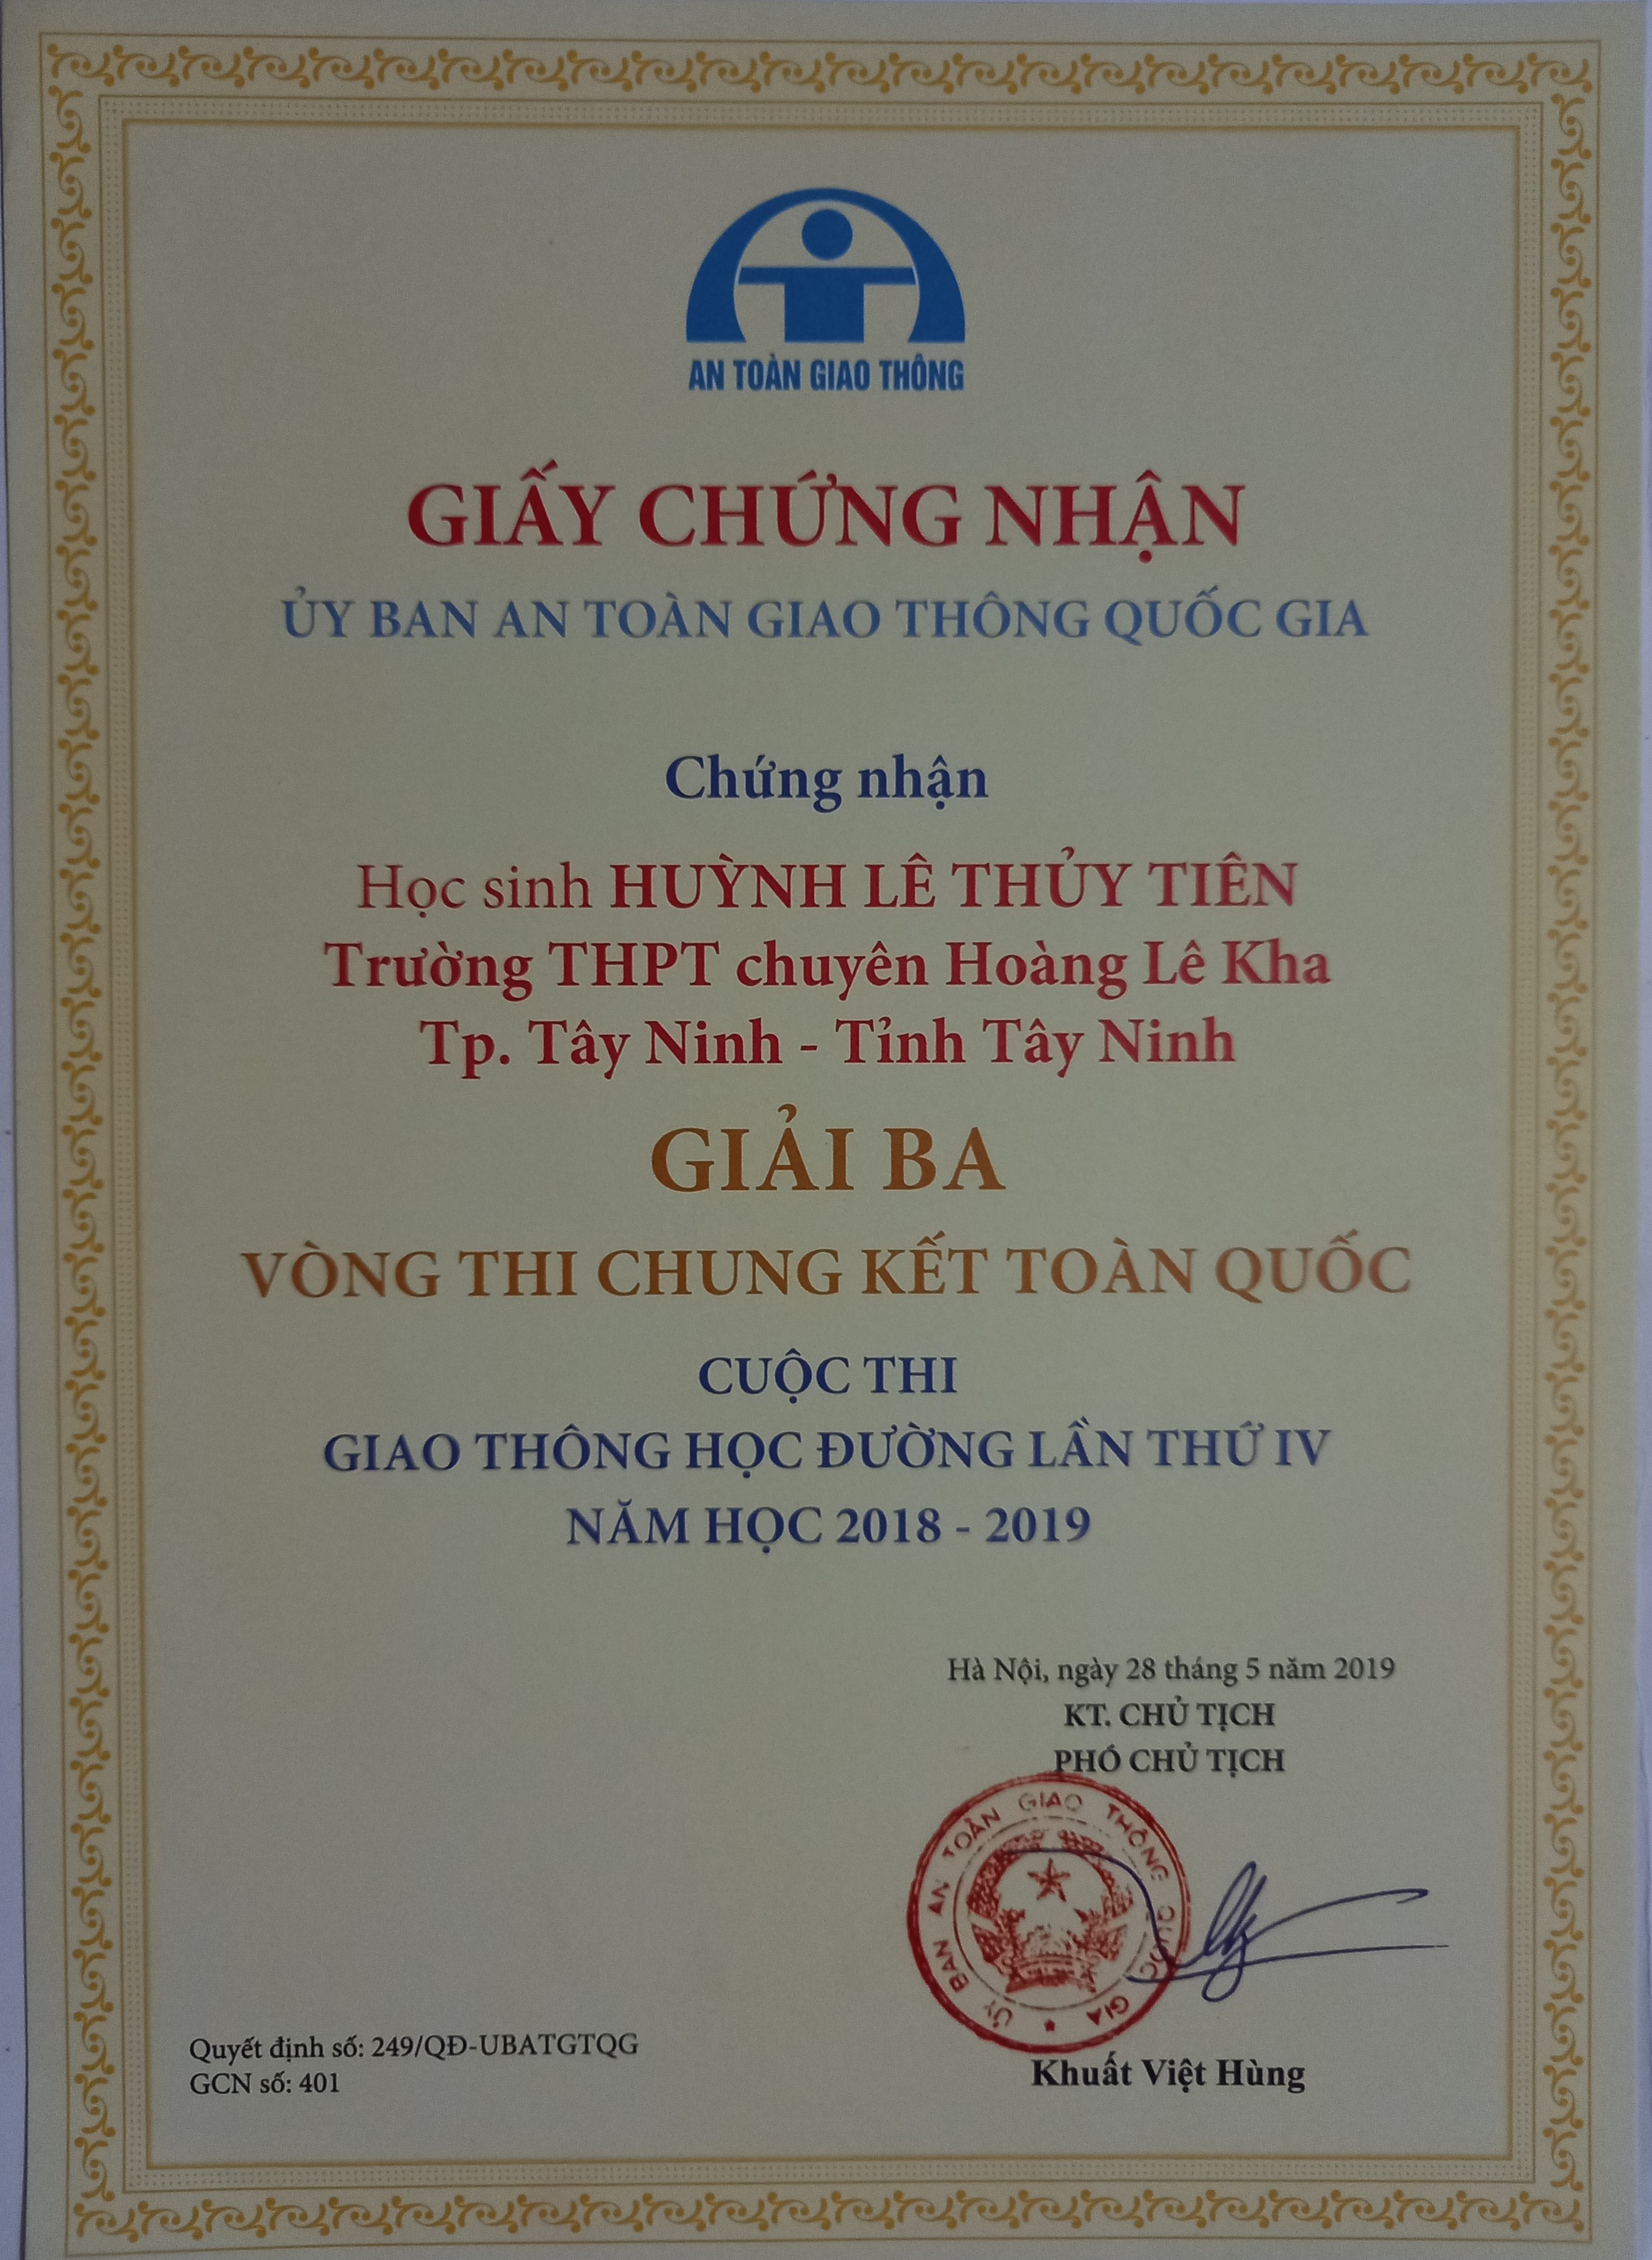 AN TOÀN GIAO THÔNG
GIẤY CHỨNG NHẬN
ỦY BAN AN TOÀN GIAO THÔNG QUỐC GIA
Chứng nhận
Học sinh HUỲNH LÊ THỦY TIÊN
Trường THPT chuyên Hoàng Lê Kha
Tp. Tây Ninh - Tỉnh Tây Ninh
GIẢI BA
VÒNG THI CHUNG KẾT TOÀN QUỐC
CUỘC THI
GIAO THÔNG HỌC ĐƯỜNG LẦN THỨ IV
NĂM HỌC 2018 - 2019
Hà Nội, ngày 28 tháng 5 năm 2019
KT. CHỦ TỊCH
PHÓ CHỦ TỊCH
ỦY BAN AN TOÀN GIAO THÔNG QUỐC GIA
Khuất Việt Hùng
Quyết định số: 249/QĐ-UBATGTQG
GCN số: 401